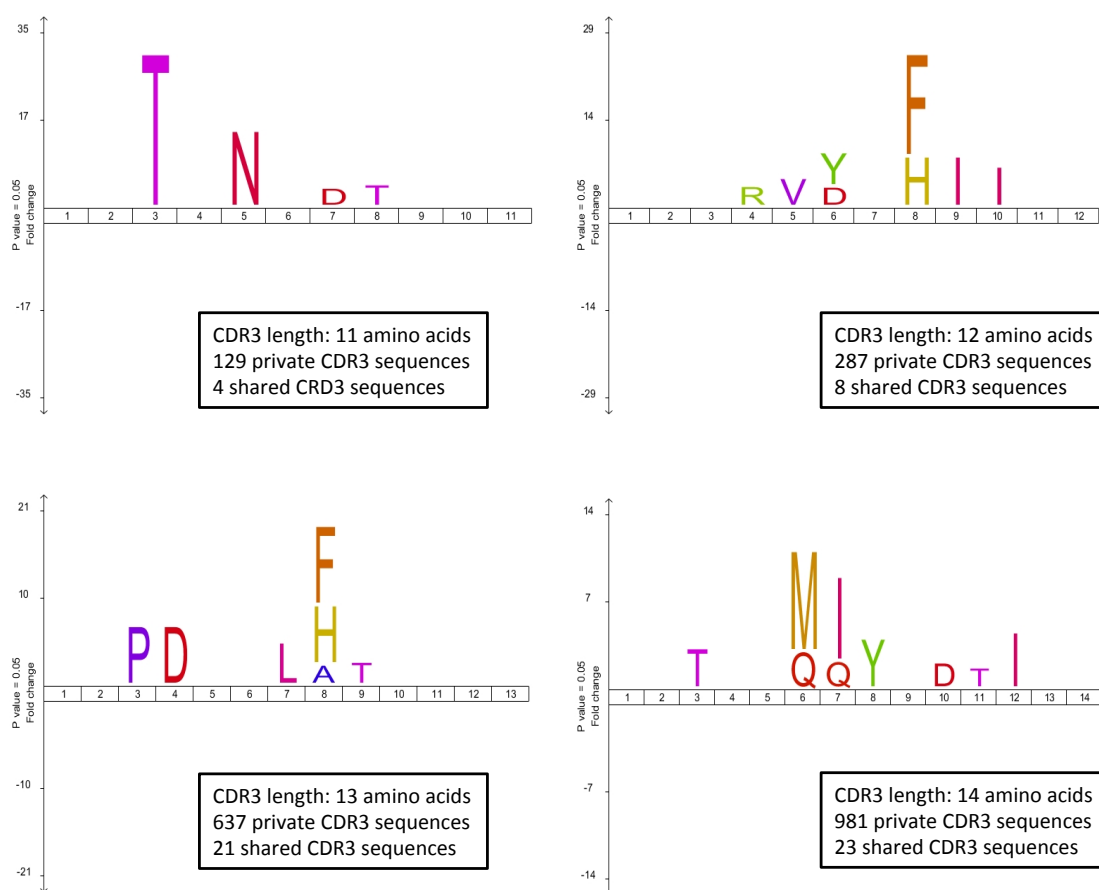 35
17
T
N
D
T
P value = 0.05
Fold change
1 2 3 4 5 6 7 8 9 10 11
-17
-35
CDR3 length: 11 amino acids
129 private CDR3 sequences
4 shared CRD3 sequences
29
14
F
Y
R V D H I I
P value = 0.05
Fold change
1 2 3 4 5 6 7 8 9 10 11 12
-14
-29
CDR3 length: 12 amino acids
287 private CDR3 sequences
8 shared CDR3 sequences
21
10
F
H
P D L A T
P value = 0.05
Fold change
1 2 3 4 5 6 7 8 9 10 11 12 13
-10
-21
CDR3 length: 13 amino acids
637 private CDR3 sequences
21 shared CDR3 sequences
14
7
M I
T Q Q Y D T I
P value = 0.05
Fold change
1 2 3 4 5 6 7 8 9 10 11 12 13 14
-7
-14
CDR3 length: 14 amino acids
981 private CDR3 sequences
23 shared CDR3 sequences